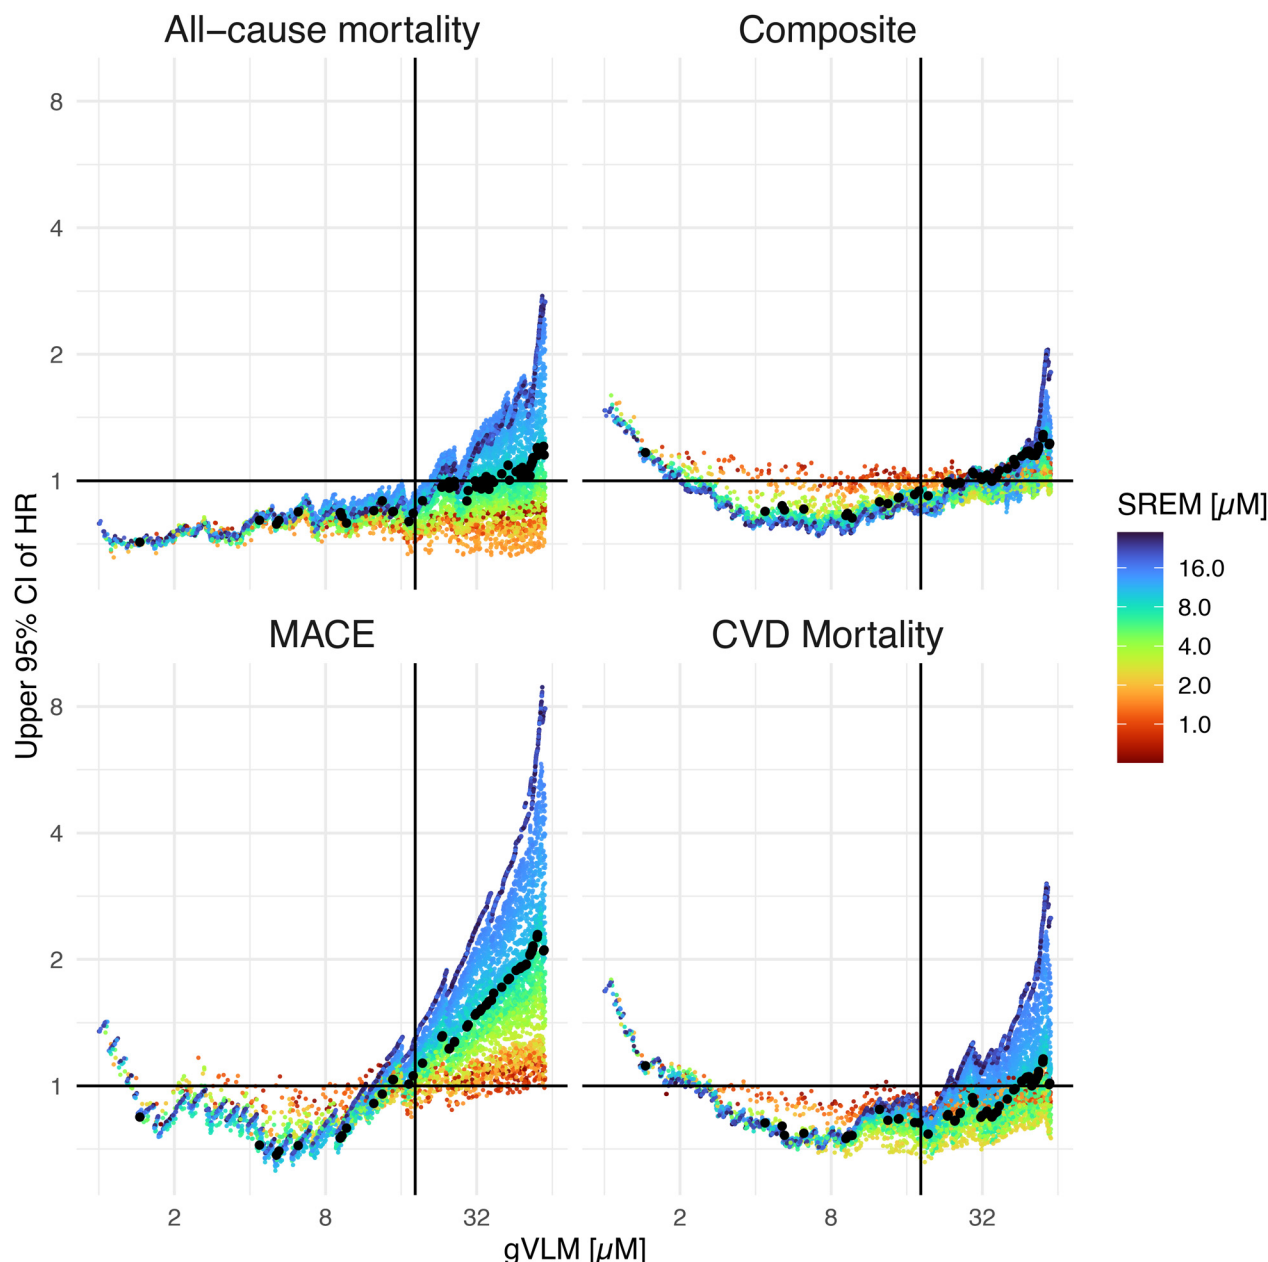 All−cause mortality
Composite
8
4
2
1
MACE
CVD Mortality
8
4
2
1
2
8
32
2
8
32
Upper 95% CI of HR
gVLM [µM]
SREM [µM]
16.0
8.0
4.0
2.0
1.0